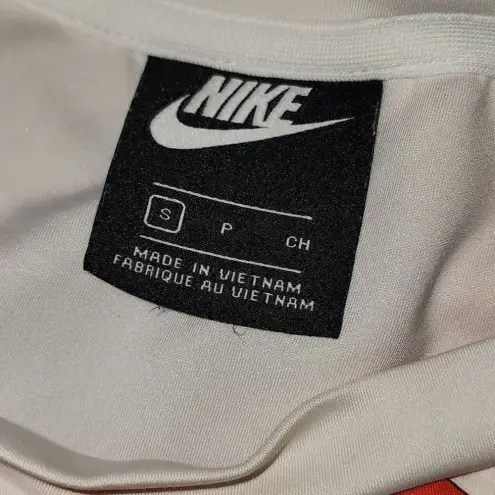 NIKE
S P CH
MADE IN VIETNAM
FABRIQUE AU VIETNAM